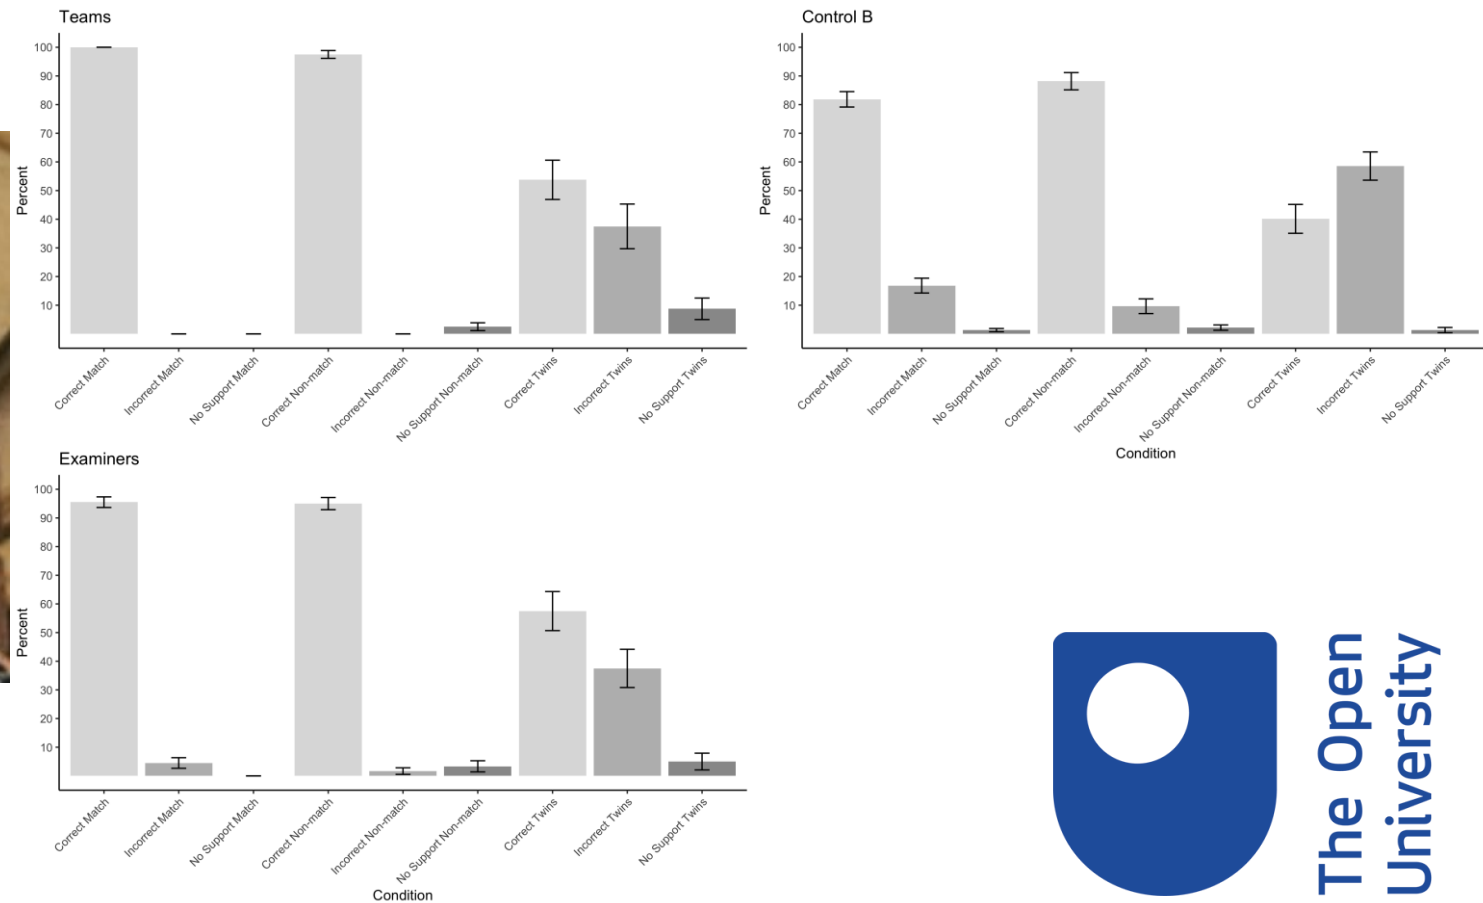 Teams
Percent
100
90
80
70
60
50
40
30
20
10
Correct Match
Incorrect Match
No Support Match
Correct Non-match
Incorrect Non-match
No Support Non-match
Correct Twins
Incorrect Twins
No Support Twins
Control B
Percent
100
90
80
70
60
50
40
30
20
10
Correct Match
Incorrect Match
No Support Match
Correct Non-match
Incorrect Non-match
No Support Non-match
Correct Twins
Incorrect Twins
No Support Twins
Condition
Examiners
Percent
100
90
80
70
60
50
40
30
20
10
Correct Match
Incorrect Match
No Support Match
Correct Non-match
Incorrect Non-match
No Support Non-match
Correct Twins
Incorrect Twins
No Support Twins
Condition
The Open
University